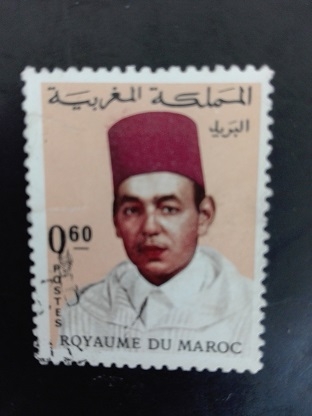 المملكة المغربية
البريد
0.60
POSTES
ROYAUME DU MAROC